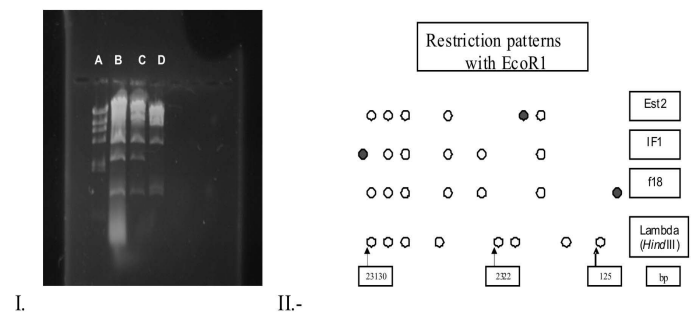 A B C D
I.
Restriction patterns
with EcoR1
Est2
IF1
f18
Lambda
(HindIII)
23130
2322
125
bp
II.-